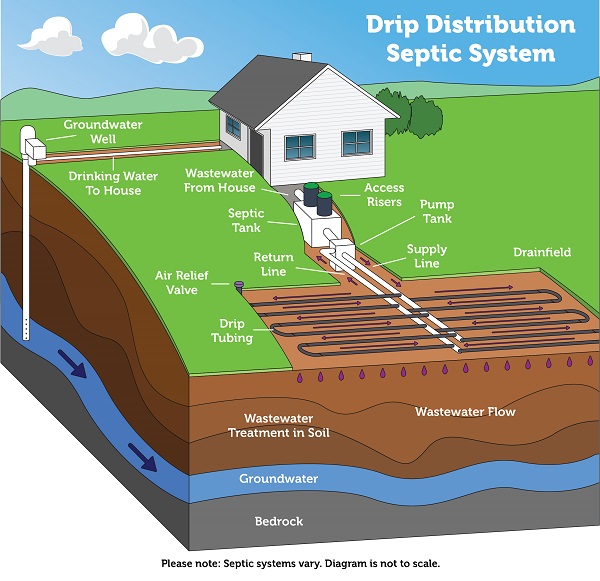 Drip Distribution
Septic System
Groundwater
Well
Drinking Water
To House
Wastewater
From House
Access
Risers
Septic
Tank
Pump
Tank
Supply
Line
Return
Line
Drainfield
Air Relief
Valve
Drip
Tubing
Wastewater
Treatment in Soil
Wastewater Flow
Groundwater
Bedrock
Please note: Septic systems vary. Diagram is not to scale.